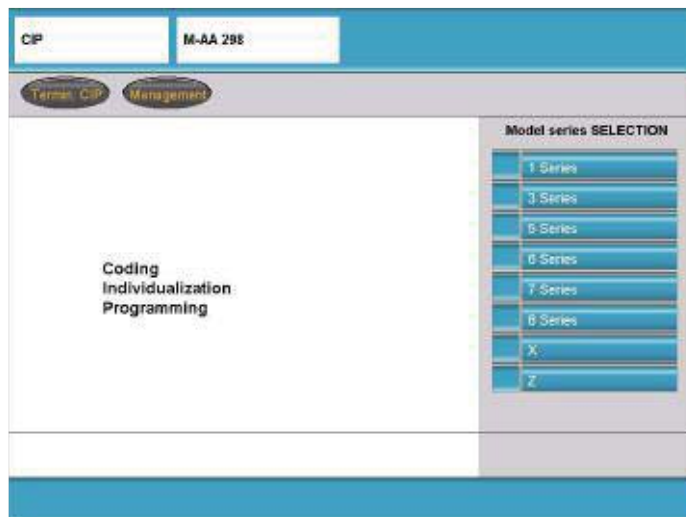 CIP
M-AA 298
Termin. CIP
Management
Model series SELECTION
1 Series
3 Series
5 Series
6 Series
7 Series
8 Series
X
Z
Coding
Individualization
Programming